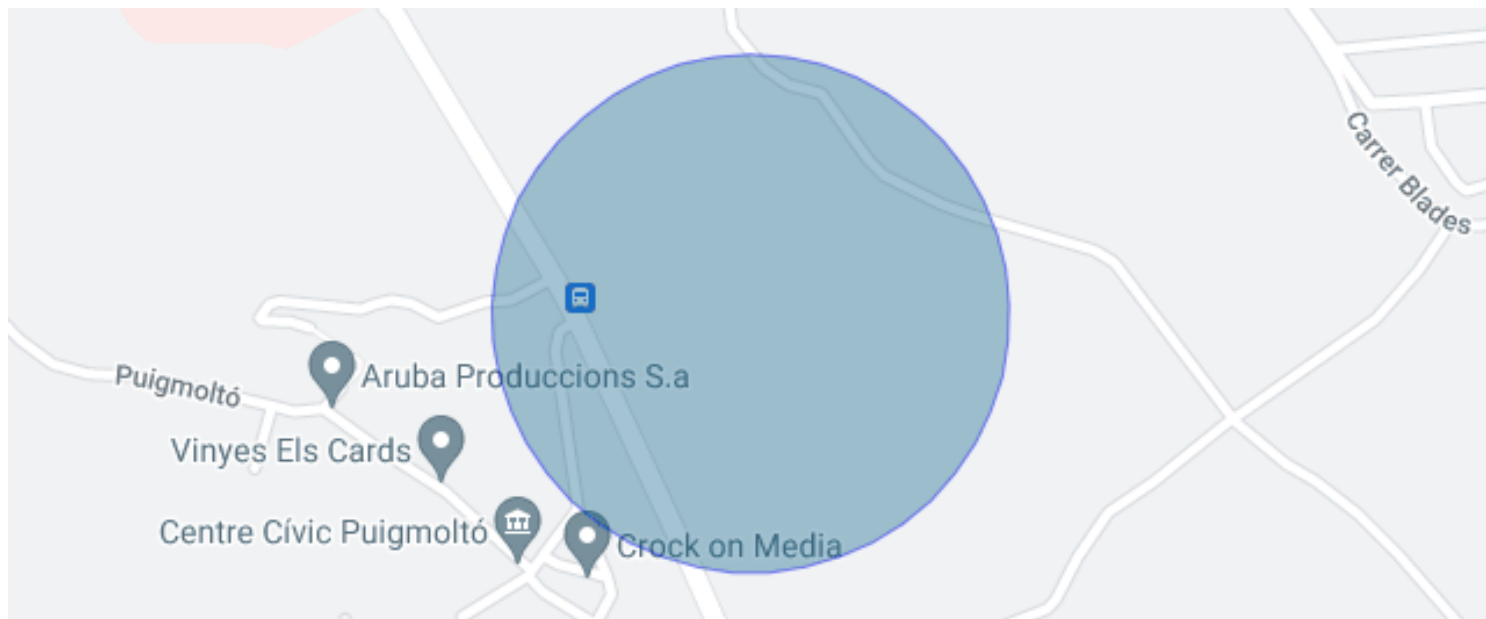 Carrer Blades
Puigmoltó
Aruba Produccions S.a
Vinyes Els Cards
Centre Cívic Puigmoltó
Crock on Media